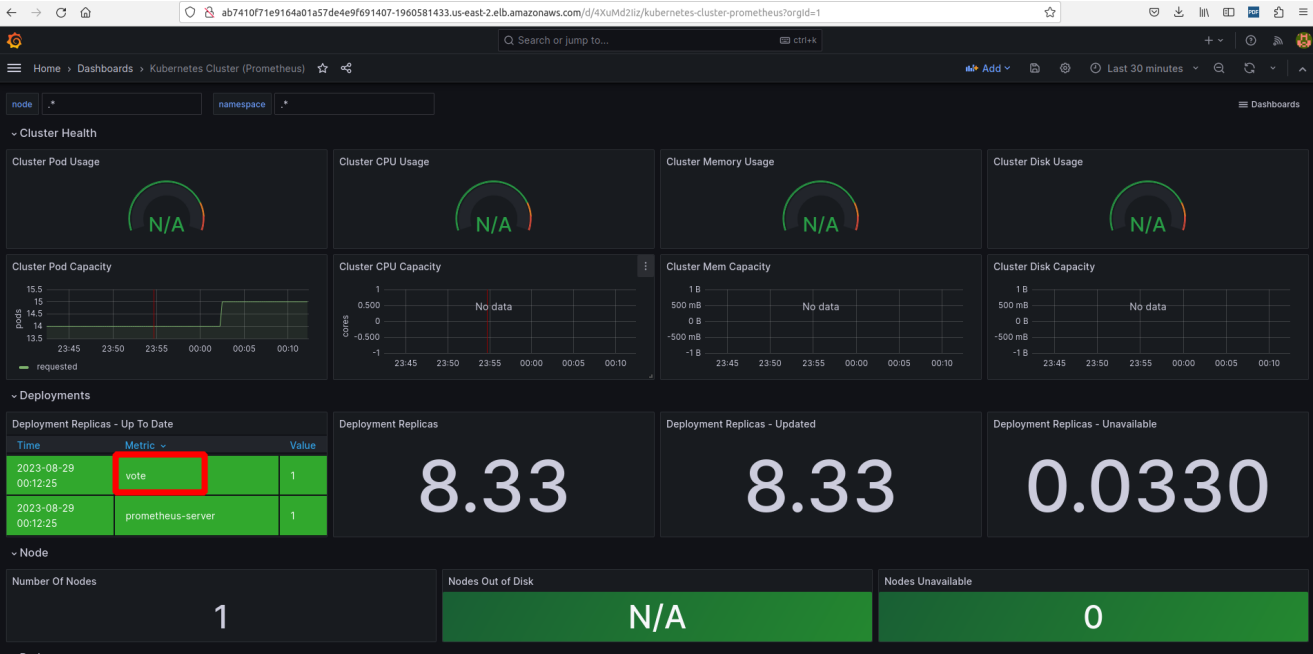 ab7410f71e9164a01a57de4e9f691407-1960581433.us-east-2.elb.amazonaws.com/d/4XuMd2Iiz/kubernetes-cluster-prometheus?orgId=1
PDF
Search or jump to...
ctrl+k
Home › Dashboards › Kubernetes Cluster (Prometheus)
Add
Last 30 minutes
node .*
namespace .*
Dashboards
Cluster Health
Cluster Pod Usage
N/A
Cluster CPU Usage
N/A
Cluster Memory Usage
N/A
Cluster Disk Usage
N/A
Cluster Pod Capacity
pods
15.5
15
14.5
14
13.5
23:45 23:50 23:55 00:00 00:05 00:10
requested
Cluster CPU Capacity
cores
1
0.500
0
-0.500
-1
No data
23:45 23:50 23:55 00:00 00:05 00:10
Cluster Mem Capacity
1 B
500 mB
0 B
-500 mB
-1 B
No data
23:45 23:50 23:55 00:00 00:05 00:10
Cluster Disk Capacity
1 B
500 mB
0 B
-500 mB
-1 B
No data
23:45 23:50 23:55 00:00 00:05 00:10
Deployments
Deployment Replicas - Up To Date
Time Metric Value
2023-08-29
00:12:25
vote
1
2023-08-29
00:12:25
prometheus-server
1
Deployment Replicas
8.33
Deployment Replicas - Updated
8.33
Deployment Replicas - Unavailable
0.0330
Node
Number Of Nodes
1
Nodes Out of Disk
N/A
Nodes Unavailable
0